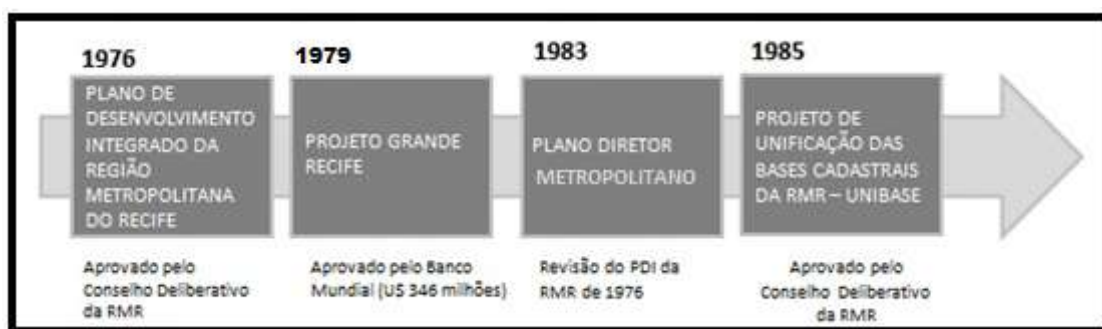 1976
PLANO DE
DESENVOLVIMENTO
INTEGRADO DA
REGIÃO
METROPOLITANA
DO RECIFE
Aprovado pelo
Conselho Deliberativo
da RMR
1979
PROJETO GRANDE
RECIFE
Aprovado pelo Banco
Mundial (US 346 milhões)
1983
PLANO DIRETOR
METROPOLITANO
Revisão do PDI da
RMR de 1976
1985
PROJETO DE
UNIFICAÇÃO DAS
BASES CADASTRAIS
DA RMR – UNIBASE
Aprovado pelo
Conselho Deliberativo
da RMR